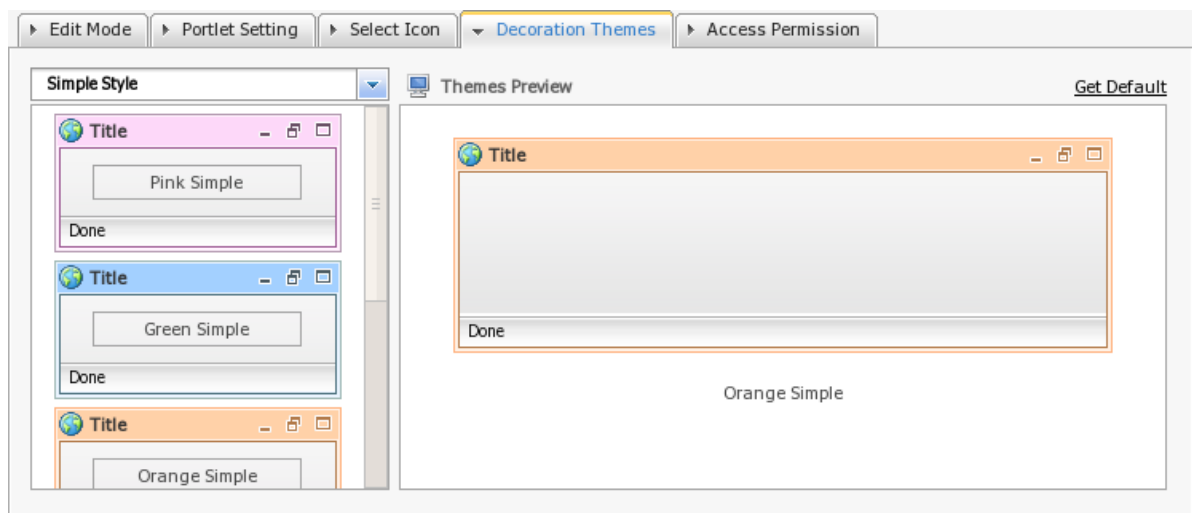 Edit Mode Portlet Setting Select Icon Decoration Themes Access Permission
Simple Style Themes Preview Get Default
Title
Pink Simple
Done
Title
Green Simple
Done
Title
Orange Simple
Title
Done
Orange Simple